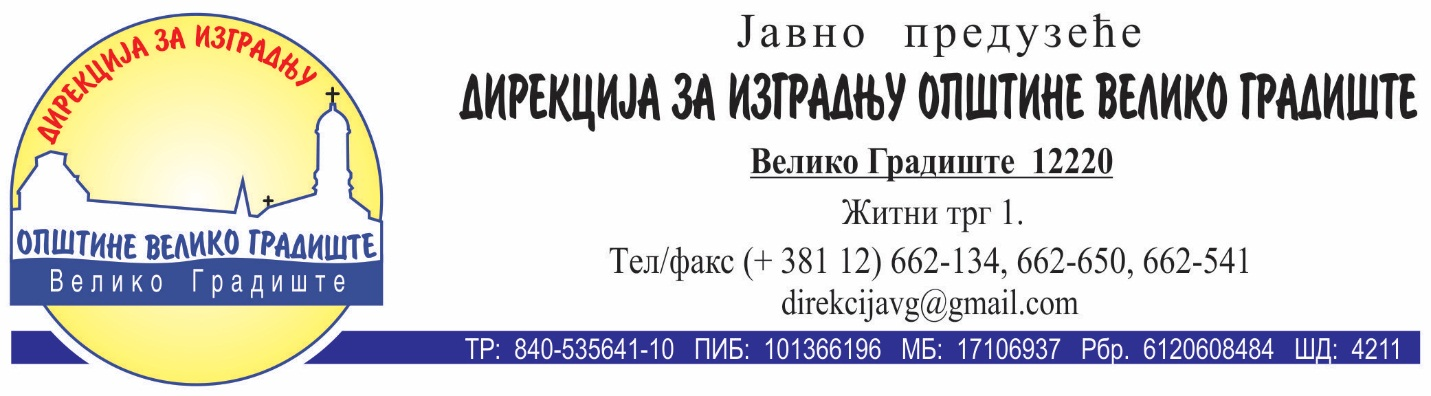 ДИРЕКЦИЈА ЗА ИЗГРАДЊУ
ОПШТИНЕ ВЕЛИКО ГРАДИШТЕ
Велико Градиште
Јавно предузеће
ДИРЕКЦИЈА ЗА ИЗГРАДЊУ ОПШТИНЕ ВЕЛИКО ГРАДИШТЕ
Велико Градиште 12220
Житни трг 1.
Тел/факс (+ 381 12) 662-134, 662-650, 662-541
direkcijavg@gmail.com
ТР: 840-535641-10 ПИБ: 101366196 МБ: 17106937 Рбр. 6120608484 ШД: 4211